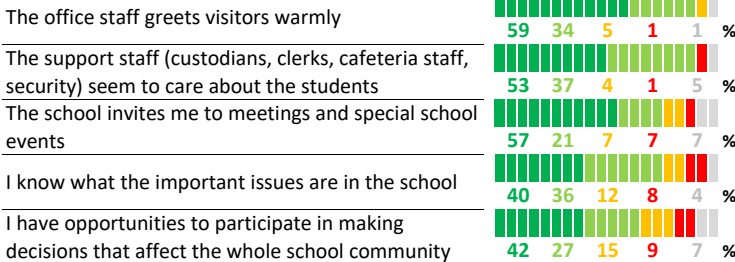 The office staff greets visitors warmly
59 34 5 1 1 %
The support staff (custodians, clerks, cafeteria staff,
security) seem to care about the students
53 37 4 1 5 %
The school invites me to meetings and special school
events
57 21 7 7 7 %
I know what the important issues are in the school
40 36 12 8 4 %
I have opportunities to participate in making
decisions that affect the whole school community
42 27 15 9 7 %